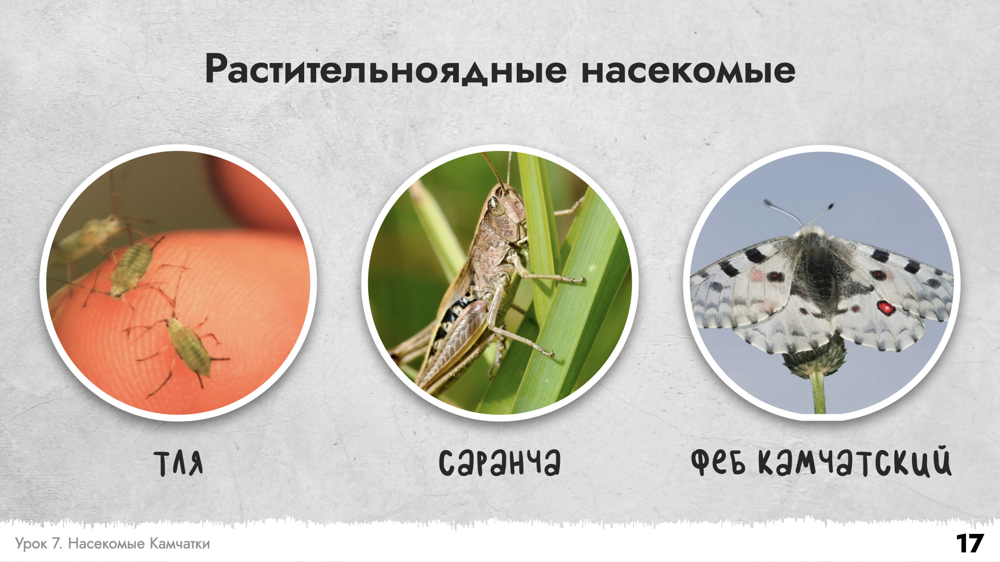 Растительноядные насекомые
тля
саранча
феб камчатский
Урок 7. Насекомые Камчатки
17